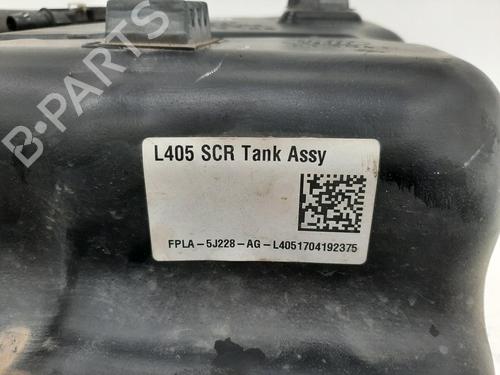 B-PARTS
L405 SCR Tank Assy
FPLA-5J228-AG-L4051704192375